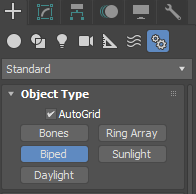 Standard
Object Type
AutoGrid
Bones
Ring Array
Biped
Sunlight
Daylight